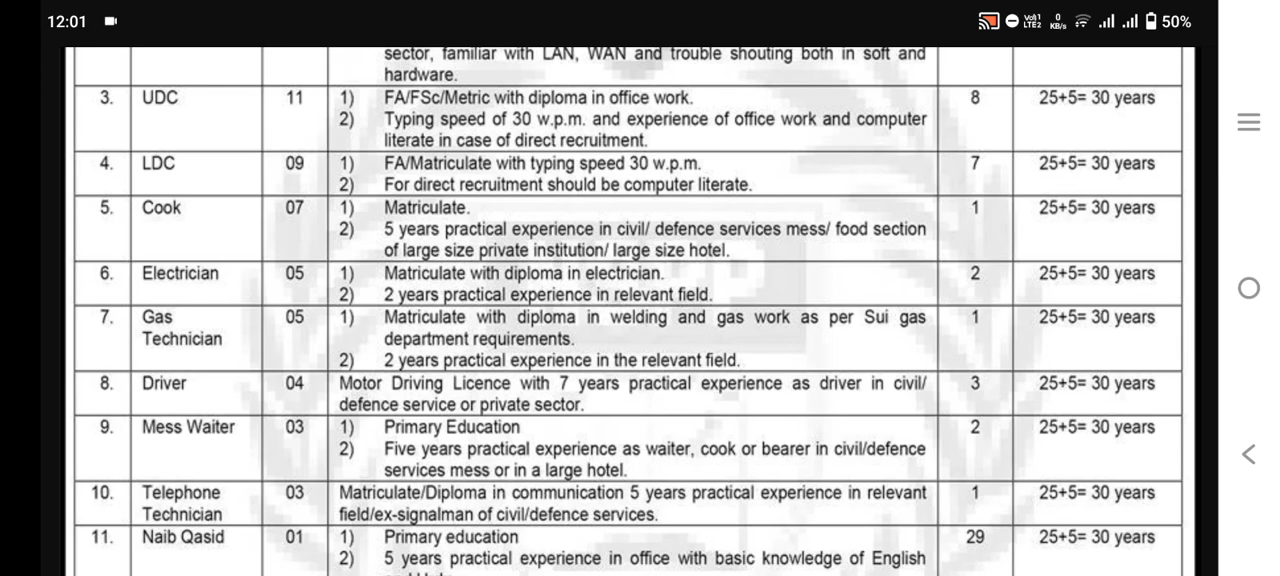 12:01
Vo)) 1 LTE2 0 KB/s 50%
sector, familiar with LAN, WAN and trouble shouting both in soft and
hardware.
3. UDC 11 1) FA/FSc/Metric with diploma in office work. 8 25+5= 30 years
2) Typing speed of 30 w.p.m. and experience of office work and computer
literate in case of direct recruitment.
4. LDC 09 1) FA/Matriculate with typing speed 30 w.p.m. 7 25+5= 30 years
2) For direct recruitment should be computer literate.
5. Cook 07 1) Matriculate. 1 25+5= 30 years
2) 5 years practical experience in civil/ defence services mess/ food section
of large size private institution/ large size hotel.
6. Electrician 05 1) Matriculate with diploma in electrician. 2 25+5= 30 years
2) 2 years practical experience in relevant field.
7. Gas 05 1) Matriculate with diploma in welding and gas work as per Sui gas 1 25+5= 30 years
Technician department requirements.
2) 2 years practical experience in the relevant field.
8. Driver 04 Motor Driving Licence with 7 years practical experience as driver in civil/ 3 25+5= 30 years
defence service or private sector.
9. Mess Waiter 03 1) Primary Education 2 25+5= 30 years
2) Five years practical experience as waiter, cook or bearer in civil/defence
services mess or in a large hotel.
10. Telephone 03 Matriculate/Diploma in communication 5 years practical experience in relevant 1 25+5= 30 years
Technician field/ex-signalman of civil/defence services.
11. Naib Qasid 01 1) Primary education 29 25+5= 30 years
2) 5 years practical experience in office with basic knowledge of English